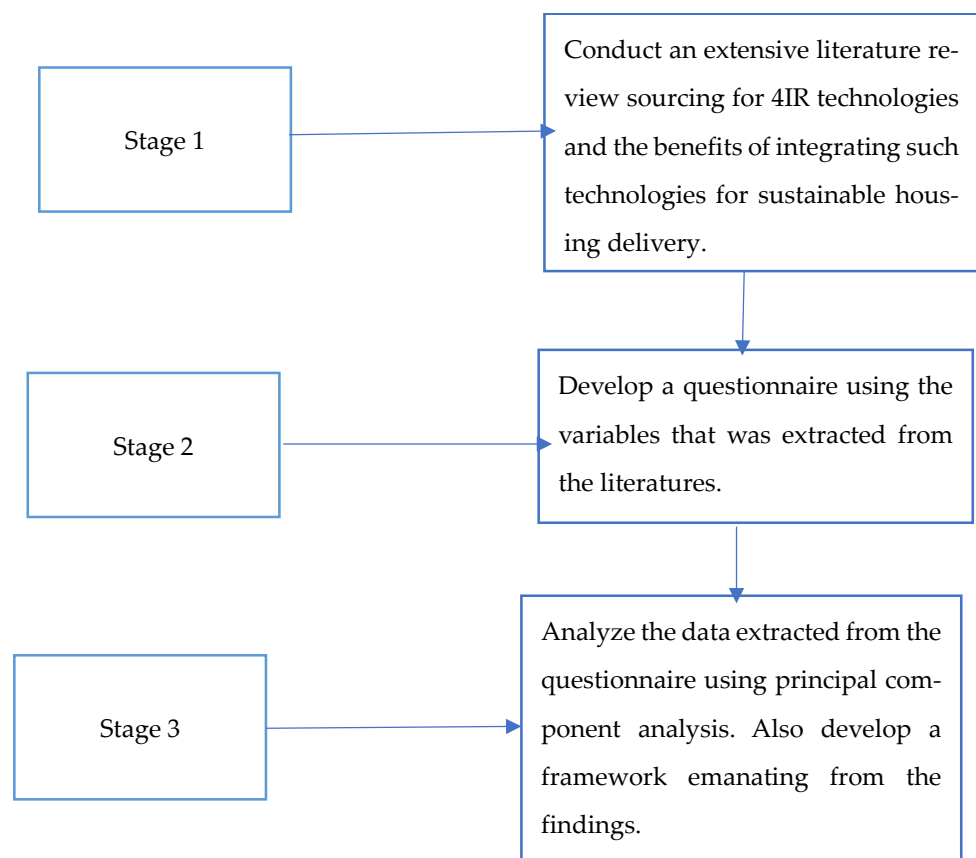 Stage 1
Conduct an extensive literature re-
view sourcing for 4IR technologies
and the benefits of integrating such
technologies for sustainable hous-
ing delivery.
Stage 2
Develop a questionnaire using the
variables that was extracted from
the literatures.
Stage 3
Analyze the data extracted from the
questionnaire using principal com-
ponent analysis. Also develop a
framework emanating from the
findings.